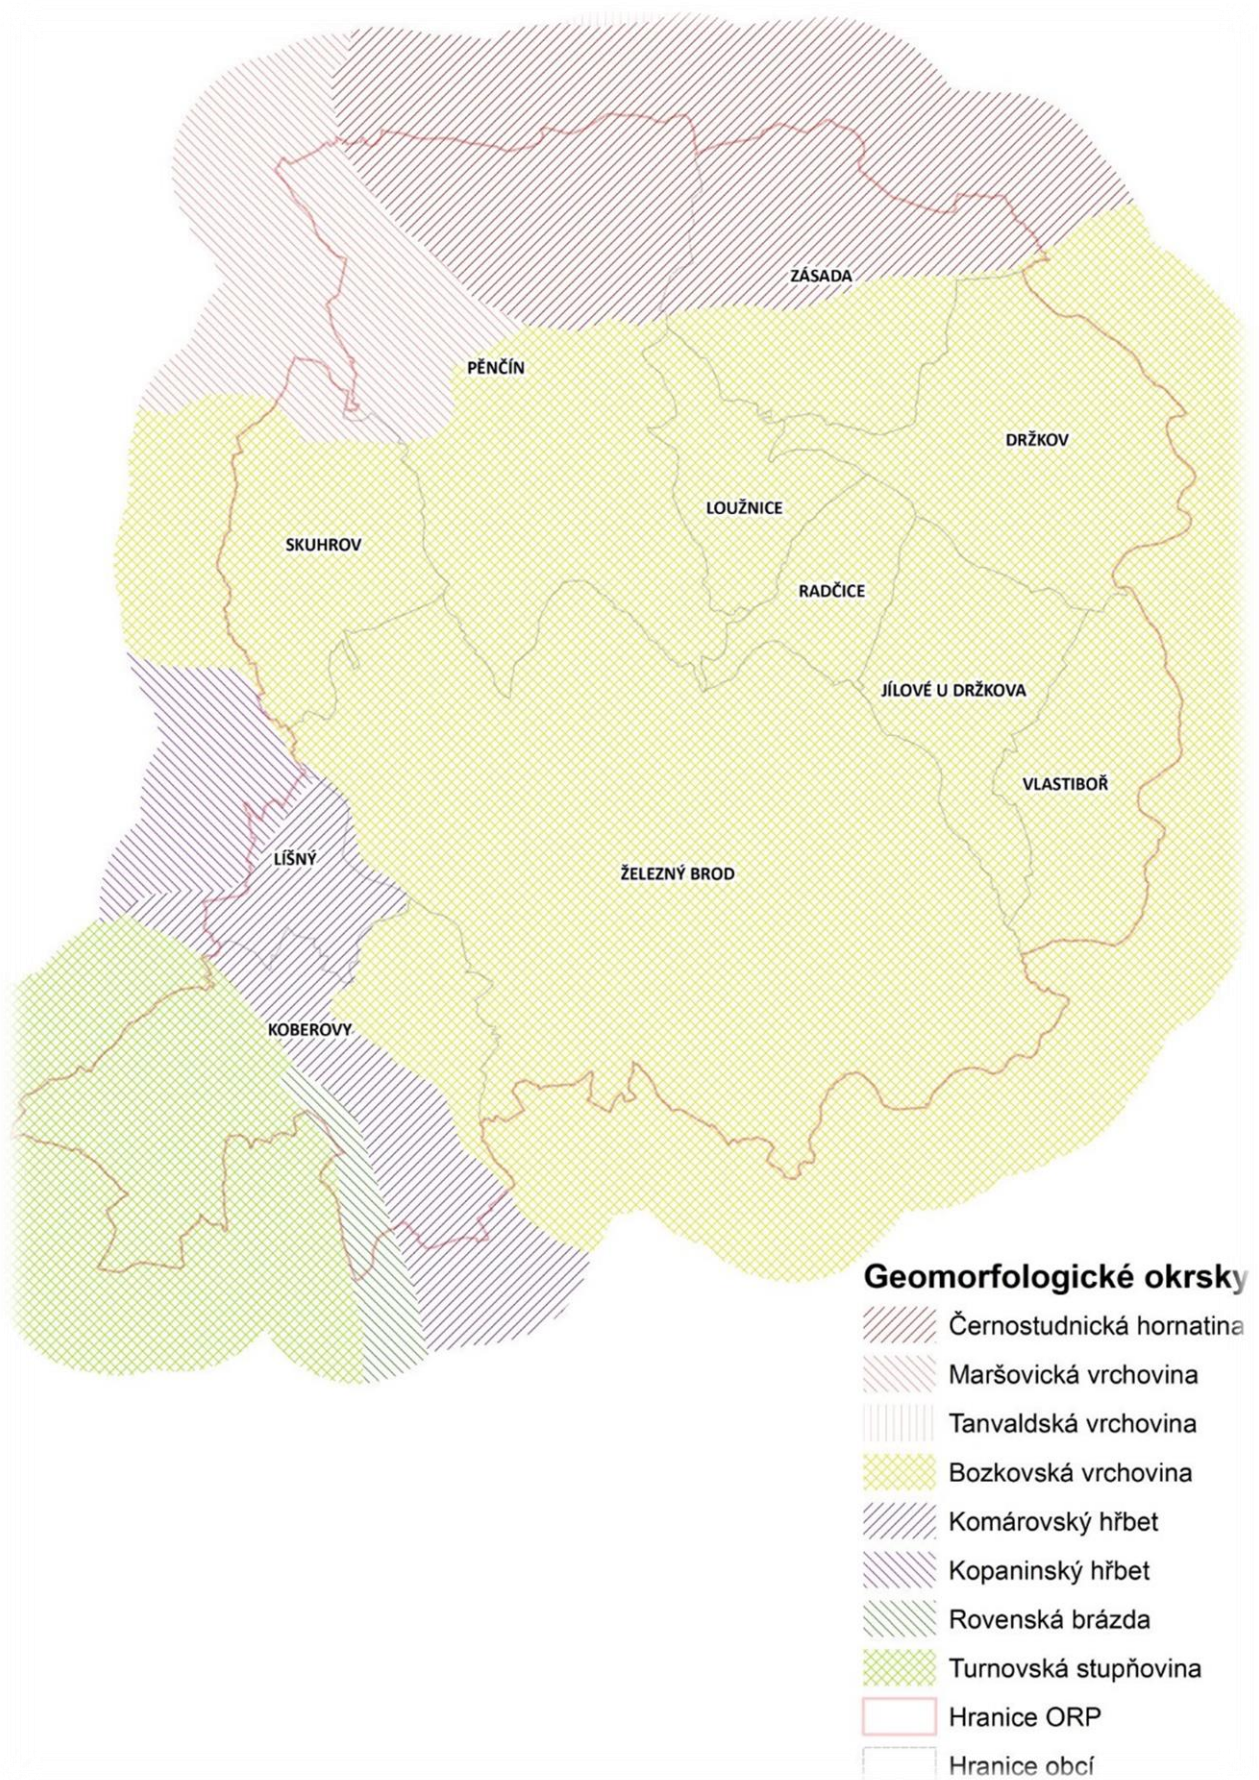 ZÁSADA
PĚNČÍN
DRŽKOV
LOUŽNICE
SKUHROV
RADČICE
JÍLOVÉ U DRŽKOVA
VLASTIBOŘ
LÍŠNÝ
ŽELEZNÝ BROD
KOBEROVY
Geomorfologické okrsky
Černostudnická hornatina
Maršovická vrchovina
Tanvaldská vrchovina
Bozkovská vrchovina
Komárovský hřbet
Kopaninský hřbet
Rovenská brázda
Turnovská stupňovina
Hranice ORP
Hranice obcí